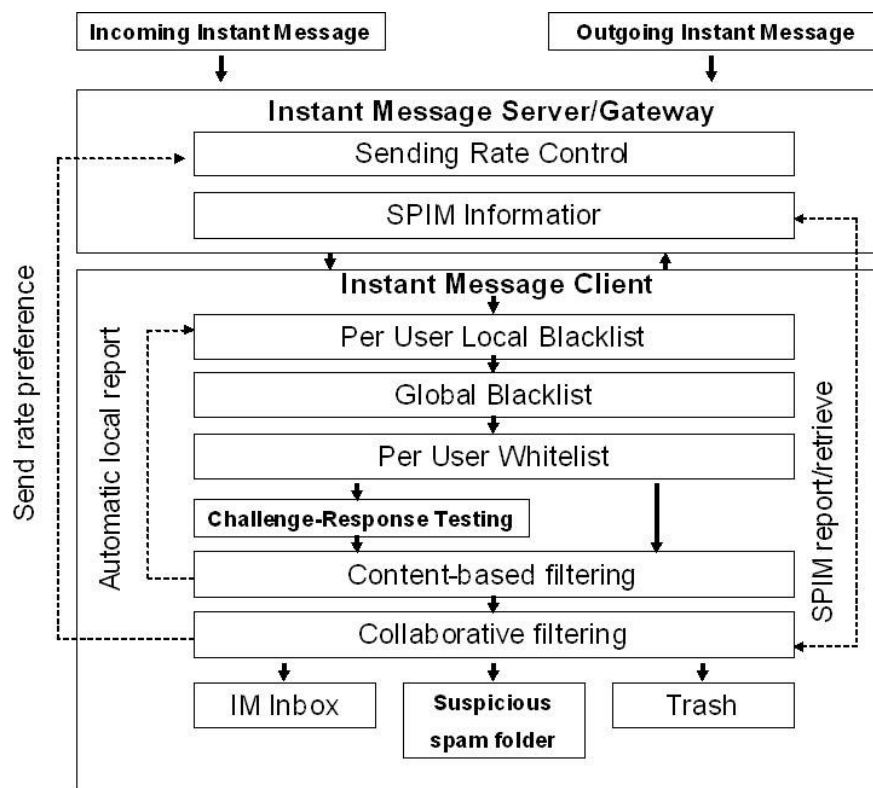 Incoming Instant Message
Outgoing Instant Message
Instant Message Server/Gateway
Sending Rate Control
SPIM Informatior
Instant Message Client
Per User Local Blacklist
Global Blacklist
Per User Whitelist
Challenge-Response Testing
Content-based filtering
Collaborative filtering
IM Inbox
Suspicious
spam folder
Trash
Send rate preference
Automatic local report
SPIM report/retrieve